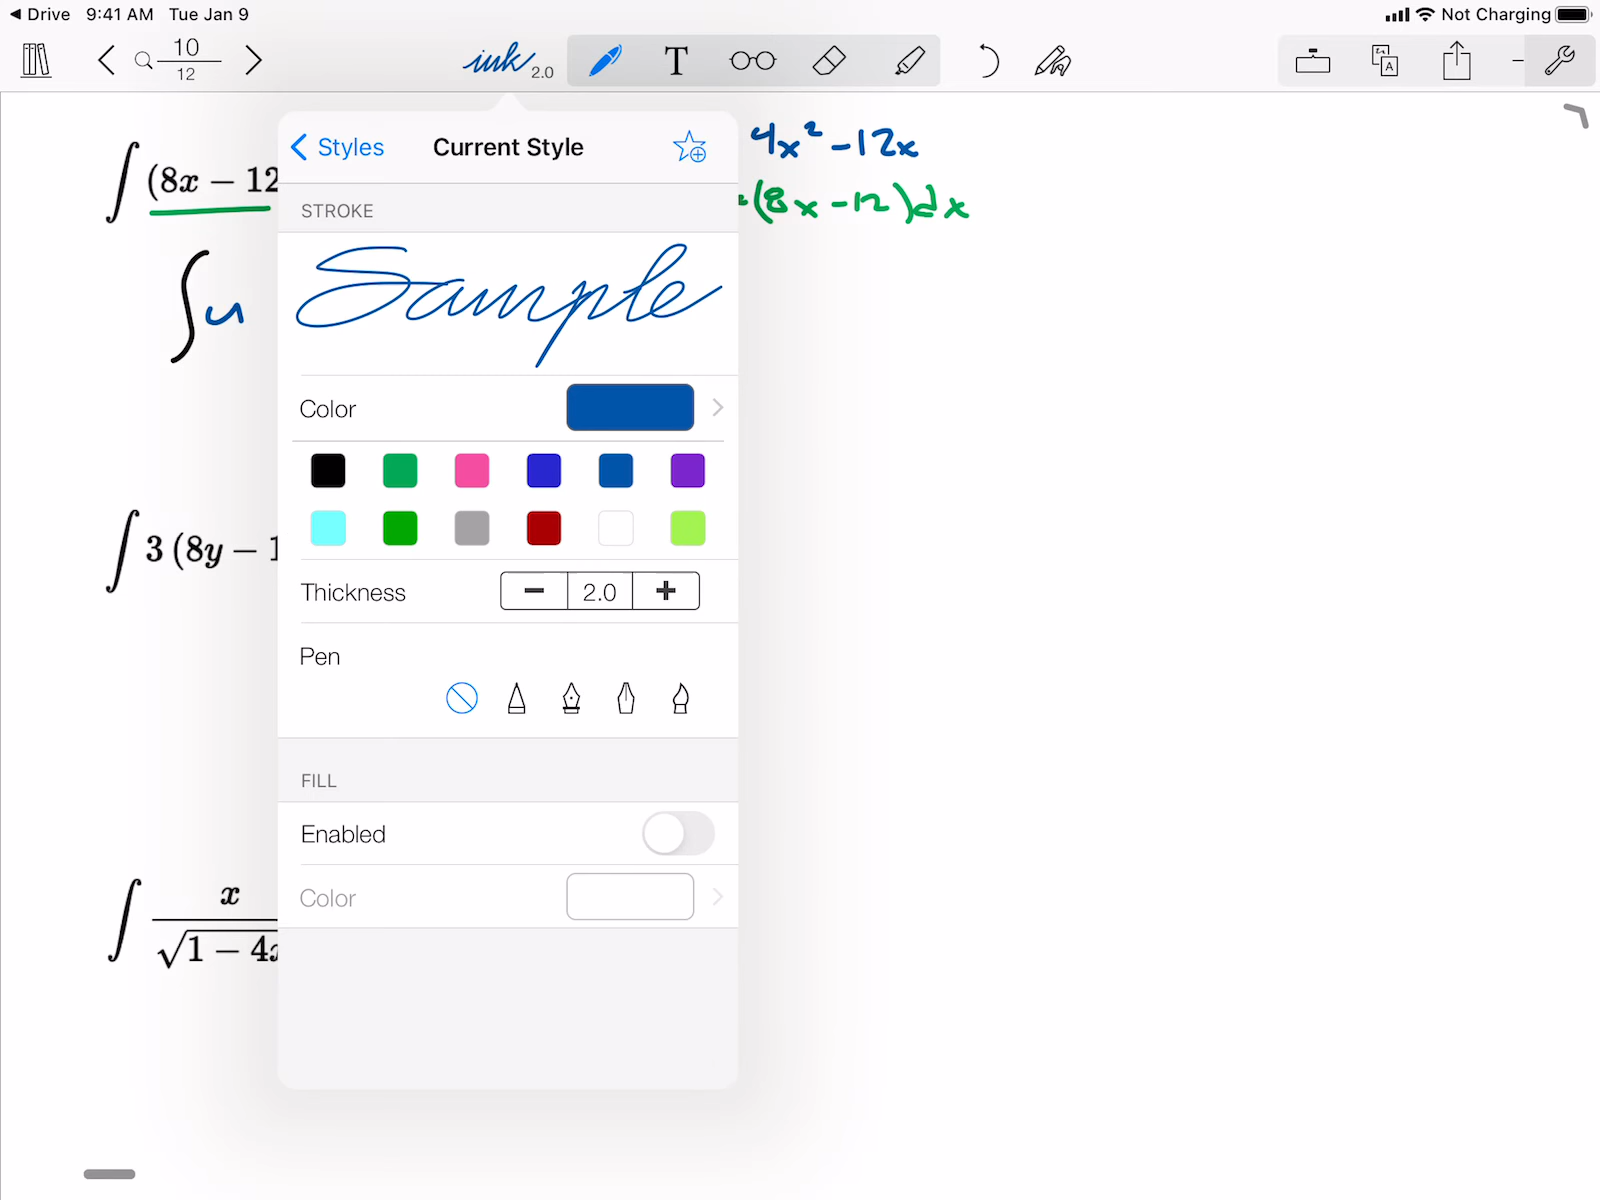 Drive 9:41 AM Tue Jan 9 Not Charging
10
12
ink 2.0 T A
Styles Current Style
STROKE
Sample
Color
Thickness − 2.0 +
Pen
FILL
Enabled
Color
∫ (8x − 12
4x² − 12x
(8x − 12) dx
∫ u
∫ 3 (8y − 1
∫ x
√1 − 4